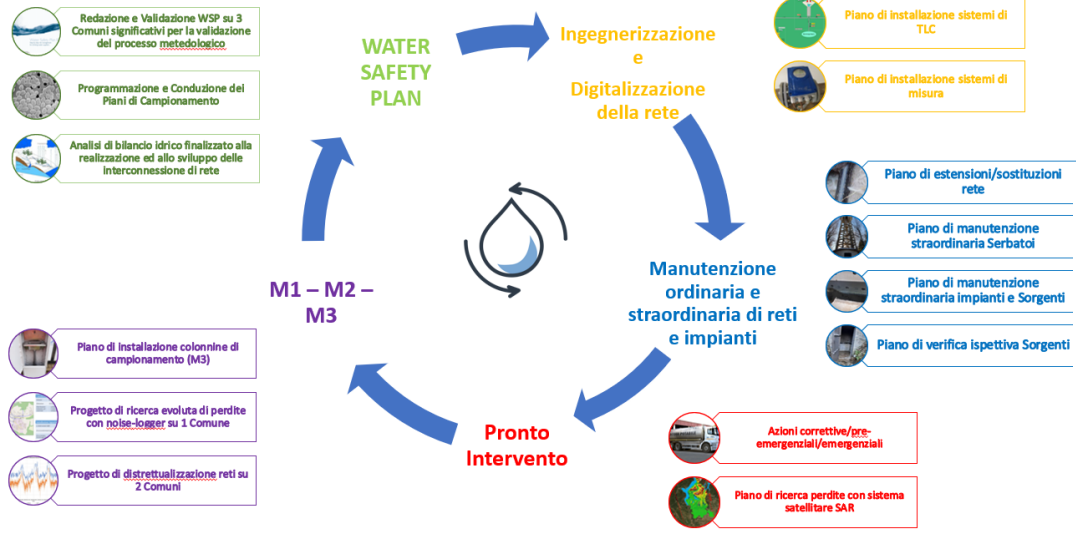 Redazione e Validazione WSP su 3
Comuni significativi per la validazione
del processo metedologico
Programmazione e Conduzione dei
Piani di Campionamento
Analisi di bilancio idrico finalizzato alla
realizzazione ed allo sviluppo delle
interconnessione di rete
WATER
SAFETY
PLAN
Ingegnerizzazione
e
Digitalizzazione
della rete
Piano di installazione sistemi di
TLC
Piano di installazione sistemi di
misura
Piano di estensioni/sostituzioni
rete
Piano di manutenzione
straordinaria Serbatoi
Piano di manutenzione
straordinaria impianti e Sorgenti
Piano di verifica ispettiva Sorgenti
Manutenzione
ordinaria e
straordinaria di reti
e impianti
M1 – M2 –
M3
Piano di installazione colonnine di
campionamento (M3)
Progetto di ricerca evoluta di perdite
con noise-logger su 1 Comune
Progetto di distrettualizzazione reti su
2 Comuni
Pronto
Intervento
Azioni correttive/pre-
emergenziali/emergenziali
Piano di ricerca perdite con sistema
satellitare SAR